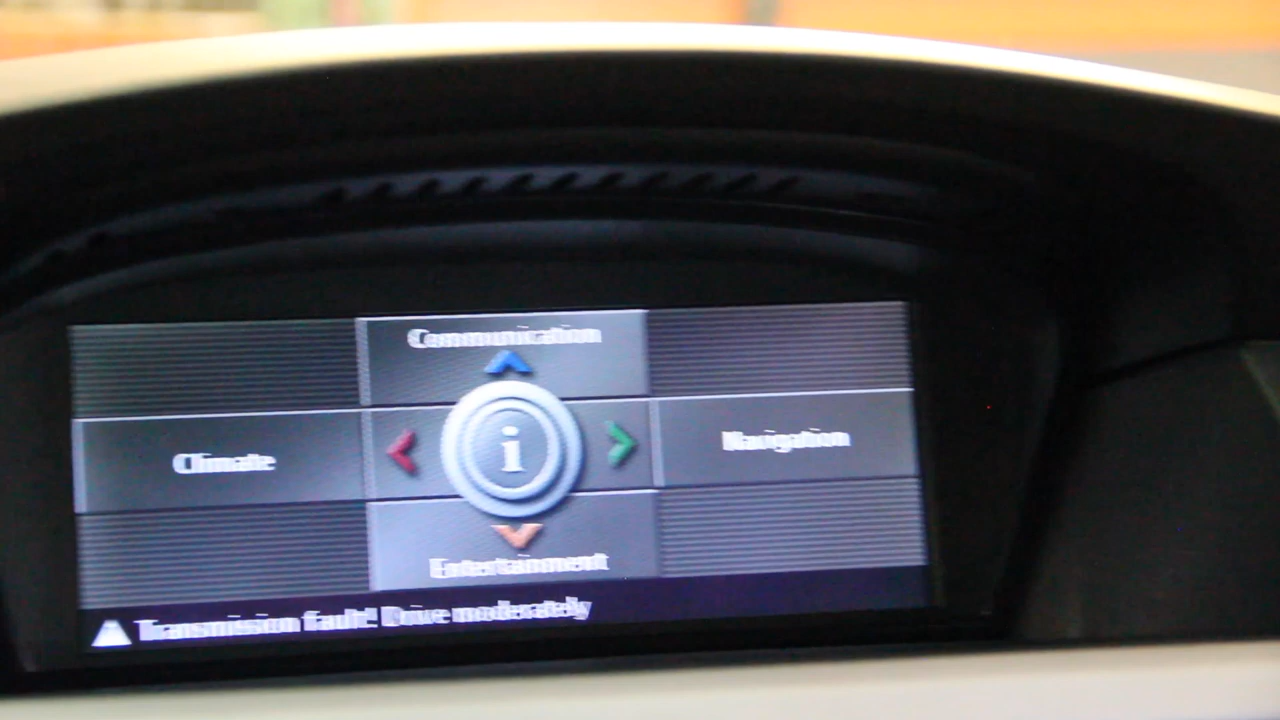 Communication
Climate
i
Navigation
Entertainment
Transmission fault! Drive moderately